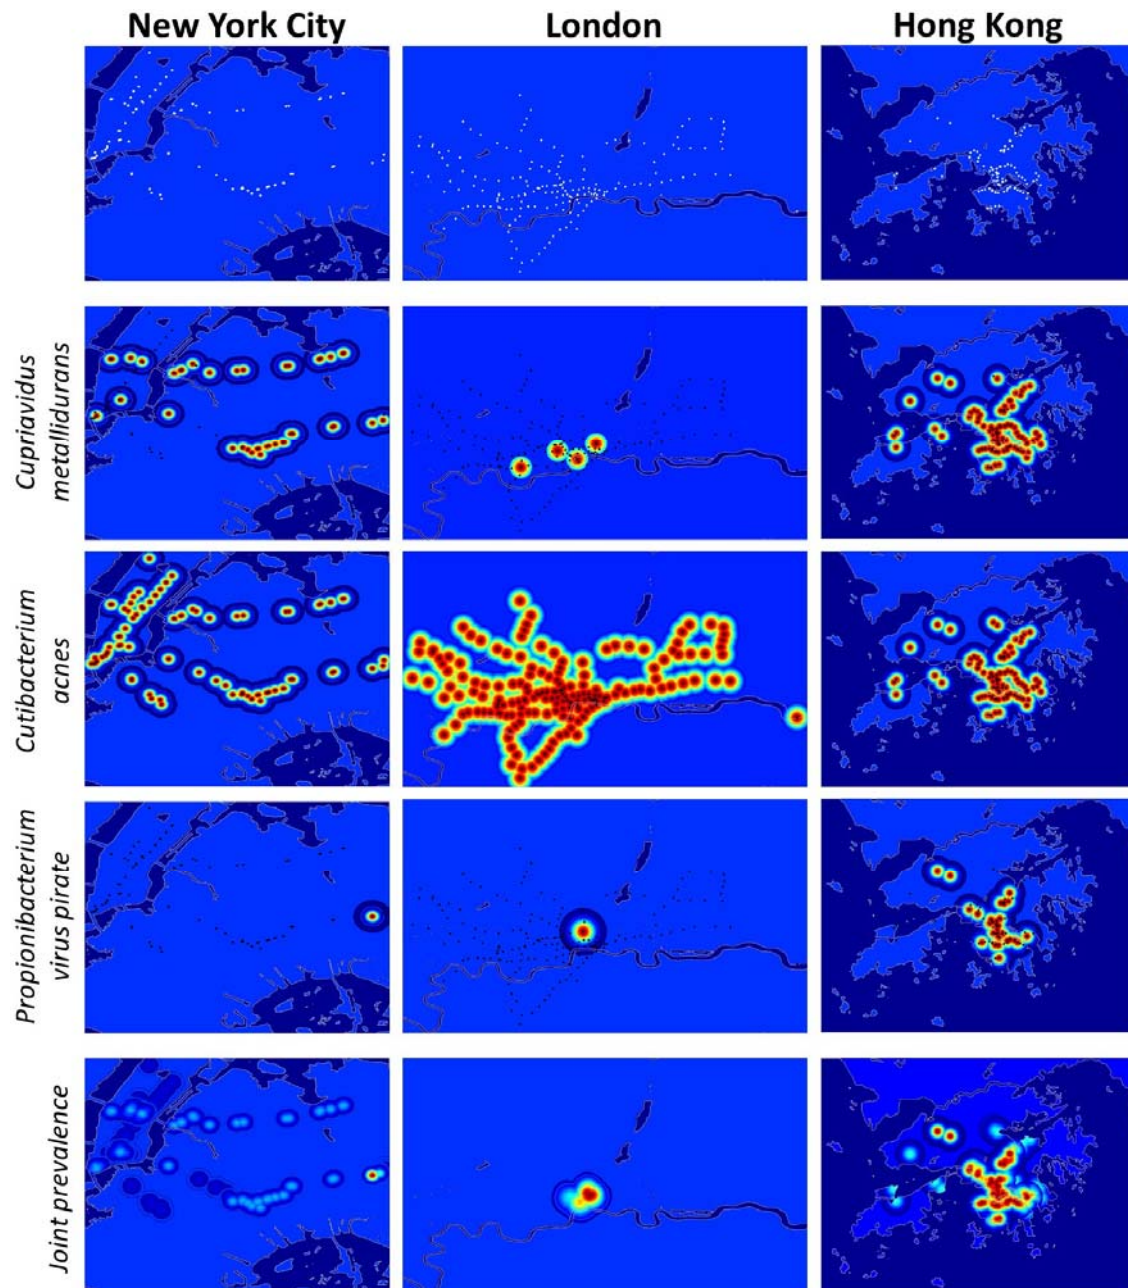 New York City
London
Hong Kong
Cupriavidus
metallidurans
Cutibacterium
acnes
Propionibacterium
virus pirate
Joint prevalence